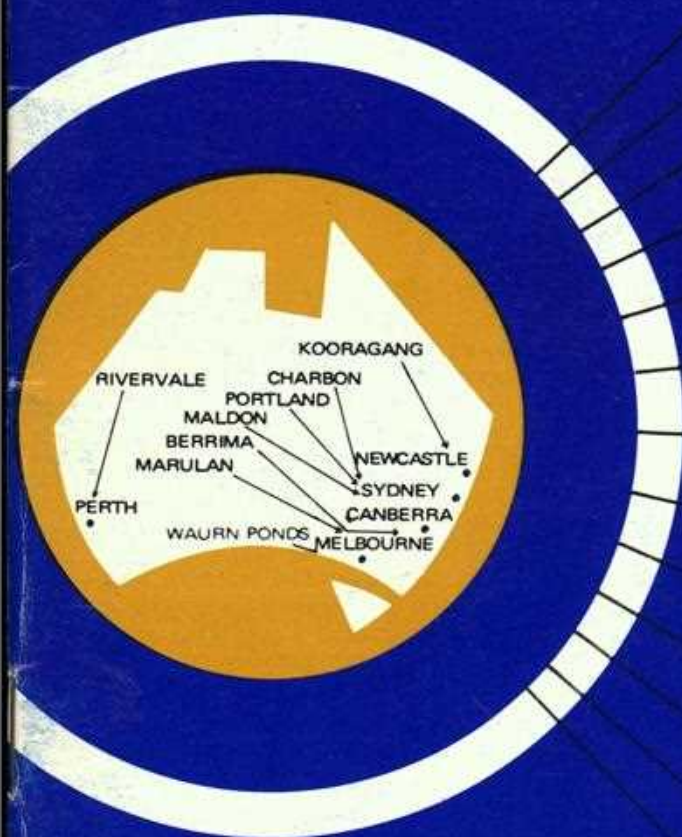 KOORAGANG
RIVERVALE
CHARBON
PORTLAND
MALDON
BERRIMA
MARULAN
NEWCASTLE
SYDNEY
PERTH
CANBERRA
WAURN PONDS
MELBOURNE